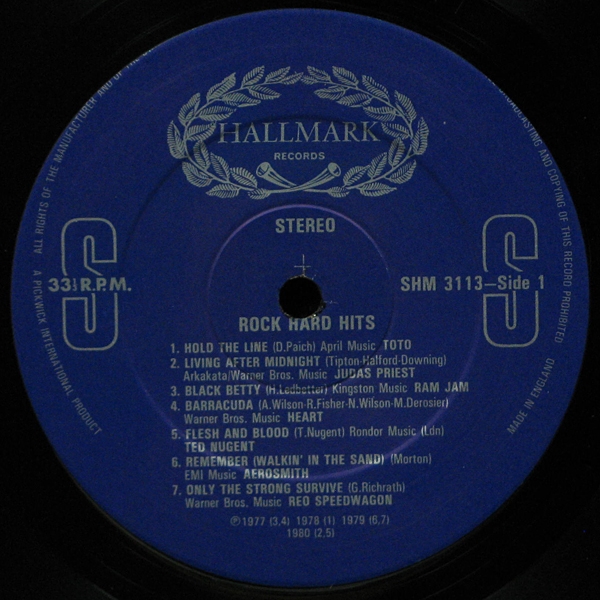 HALLMARK
RECORDS
STEREO
S
S
33⅓ R.P.M.
SHM 3113–Side 1
ROCK HARD HITS
1. HOLD THE LINE (D.Paich) April Music TOTO
2. LIVING AFTER MIDNIGHT (Tipton-Halford-Downing)
Arkakata/Warner Bros. Music JUDAS PRIEST
3. BLACK BETTY (H.Ledbetter) Kingston Music RAM JAM
4. BARRACUDA (A.Wilson-R.Fisher-N.Wilson-M.Derosier)
Warner Bros. Music HEART
5. FLESH AND BLOOD (T.Nugent) Rondor Music (Ldn)
TED NUGENT
6. REMEMBER (WALKIN' IN THE SAND) (Morton)
EMI Music AEROSMITH
7. ONLY THE STRONG SURVIVE (G.Richrath)
Warner Bros. Music REO SPEEDWAGON
℗1977 (3,4) 1978 (1) 1979 (6,7)
1980 (2,5)
A PICKWICK INTERNATIONAL PRODUCT
ALL RIGHTS OF THE MANUFACTURER AND OF THE
AND COPYING OF THIS RECORD PROHIBITED
MADE IN ENGLAND